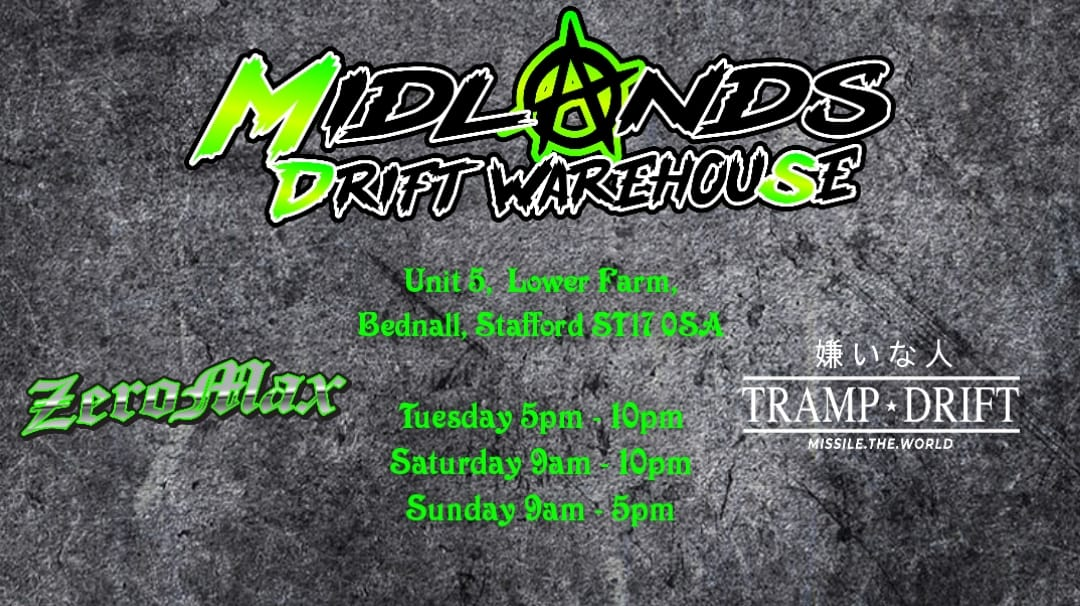 MIDLANDS
DRIFT WAREHOUSE
Unit 5, Lower Farm,
Bednall, Stafford ST17 0SA
ZeroMax
嫌いな人
TRAMP★DRIFT
MISSILE.THE.WORLD
Tuesday 5pm - 10pm
Saturday 9am - 10pm
Sunday 9am - 5pm